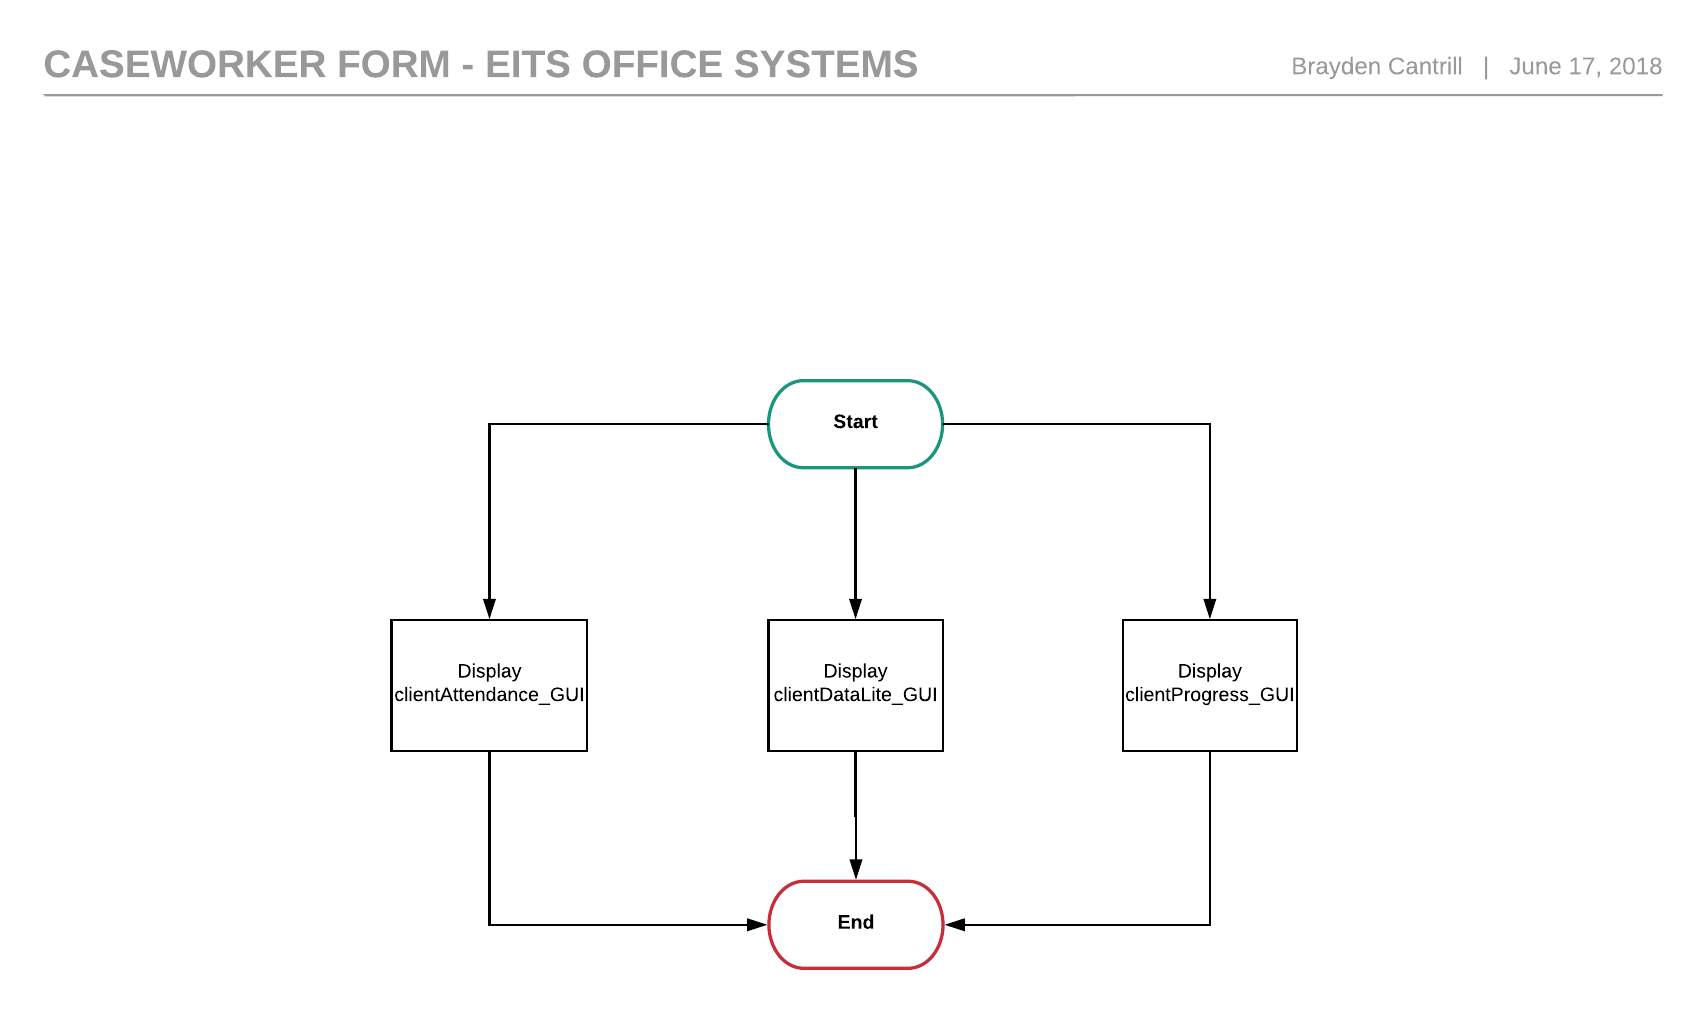 CASEWORKER FORM - EITS OFFICE SYSTEMS
Brayden Cantrill | June 17, 2018
Start
Display
clientAttendance_GUI
Display
clientDataLite_GUI
Display
clientProgress_GUI
End